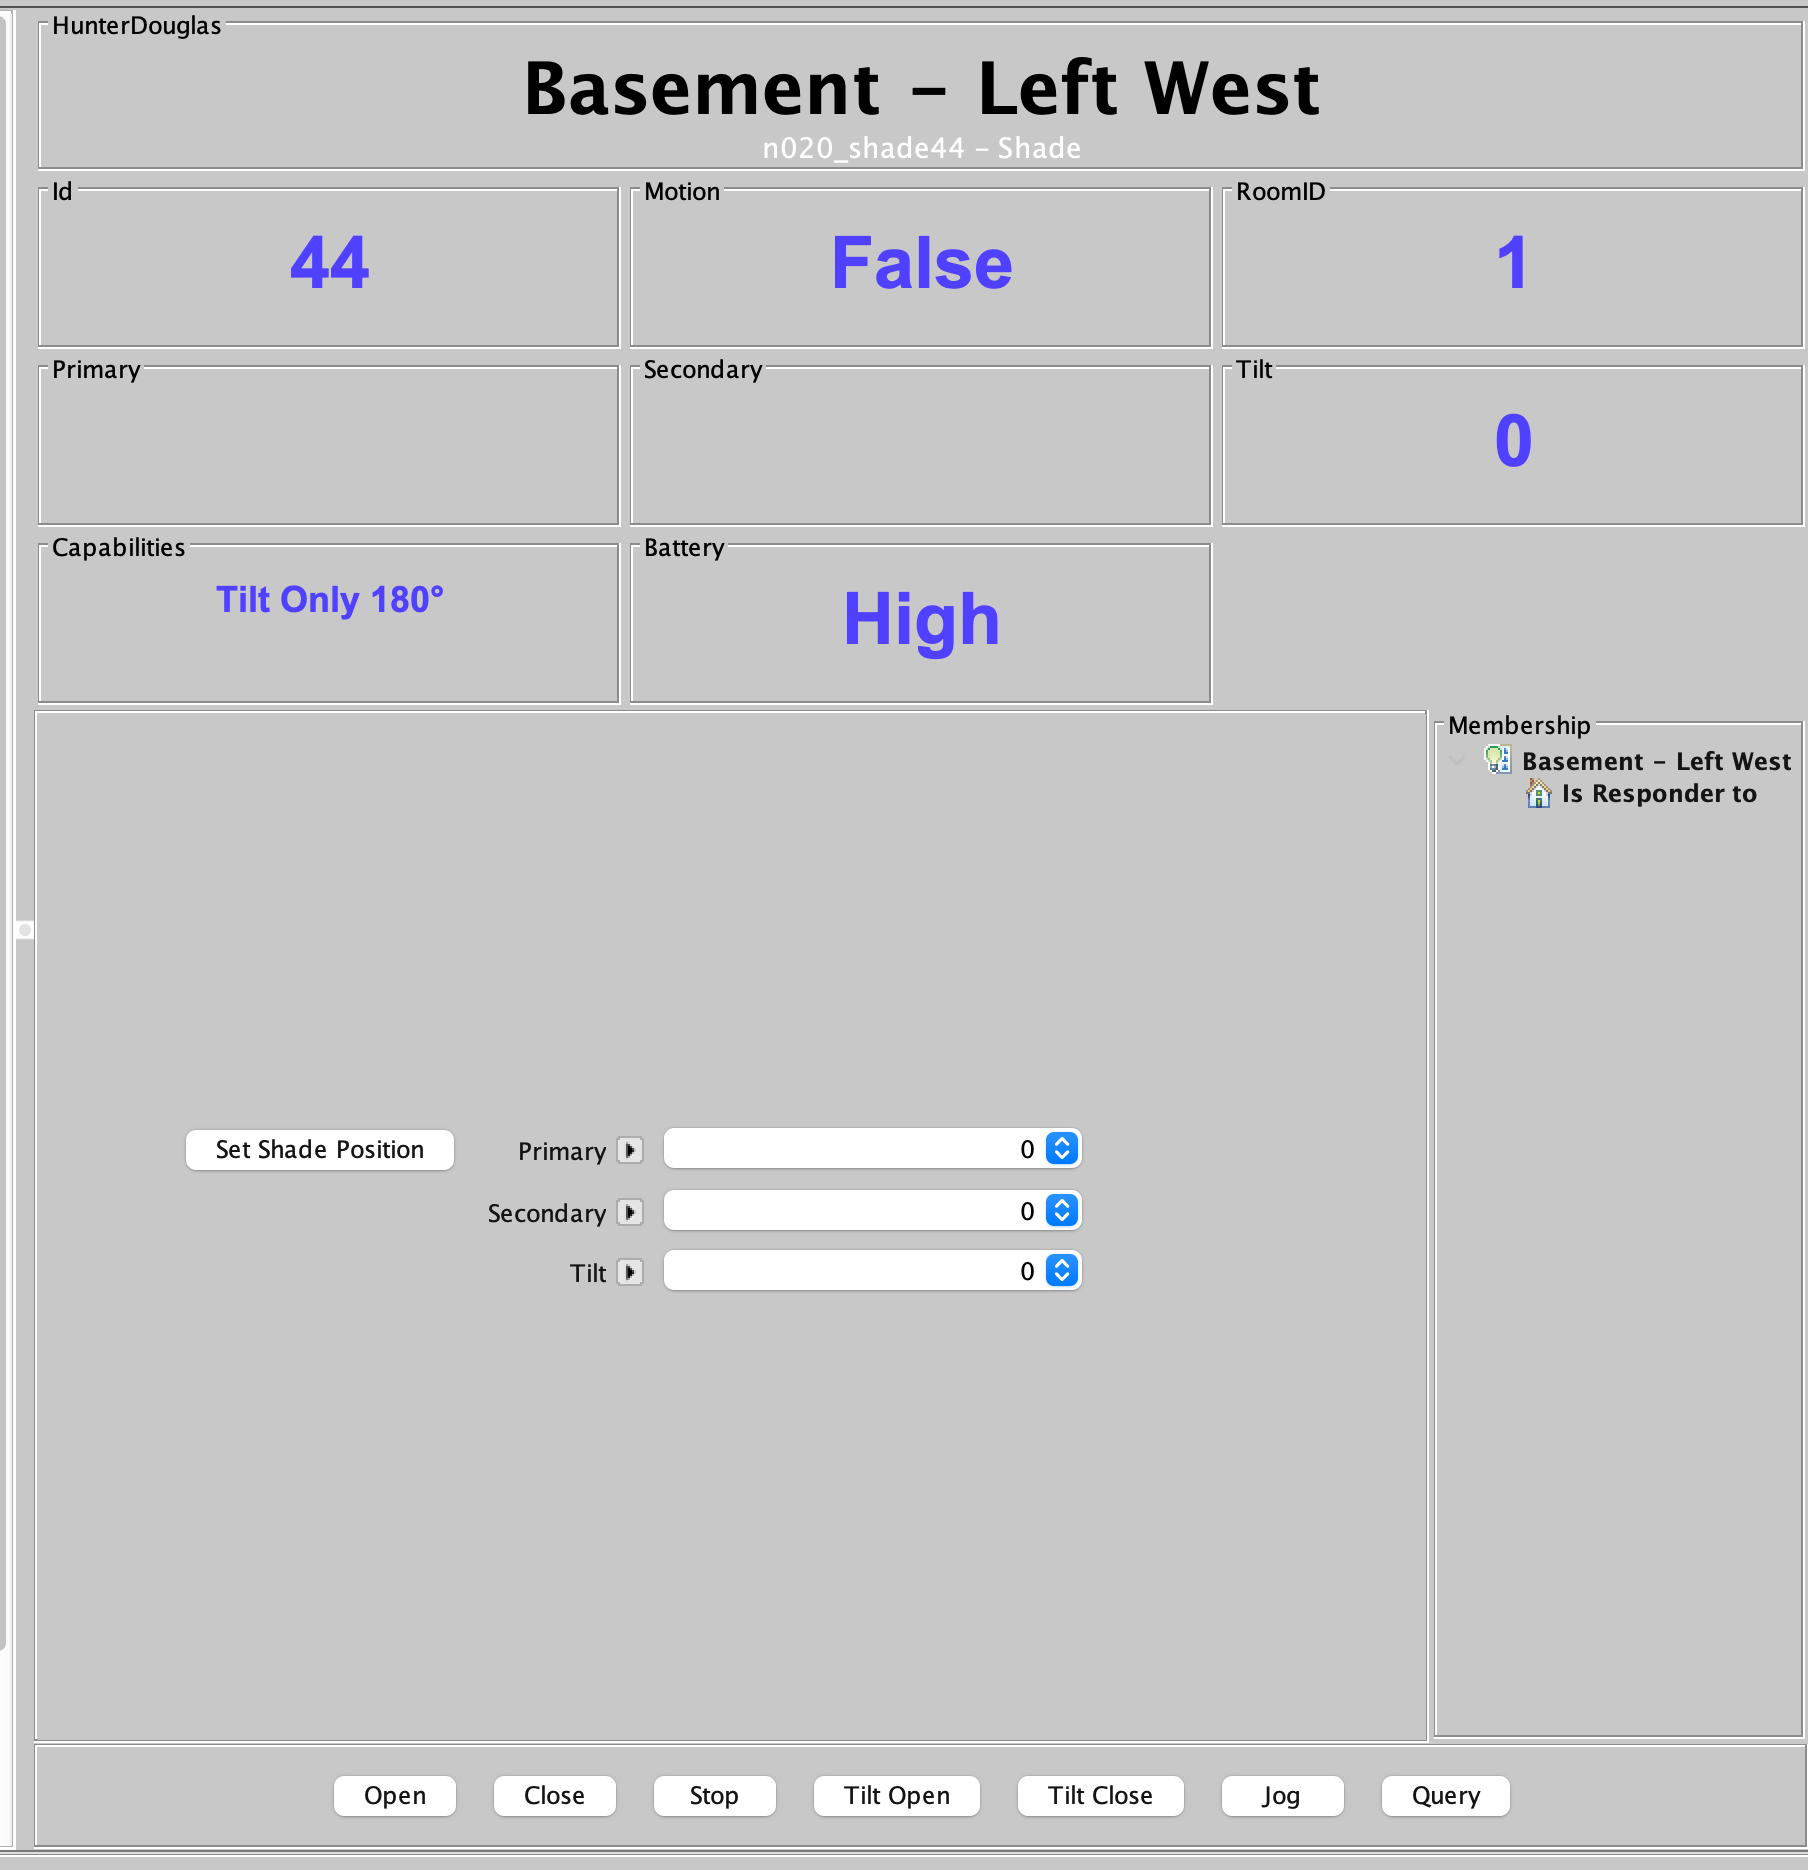 HunterDouglas
Basement – Left West
n020_shade44 – Shade
Id
44
Motion
False
RoomID
1
Primary
Secondary
Tilt
0
Capabilities
Tilt Only 180°
Battery
High
Membership
Basement – Left West
Is Responder to
Set Shade Position
Primary
0
Secondary
0
Tilt
0
Open
Close
Stop
Tilt Open
Tilt Close
Jog
Query